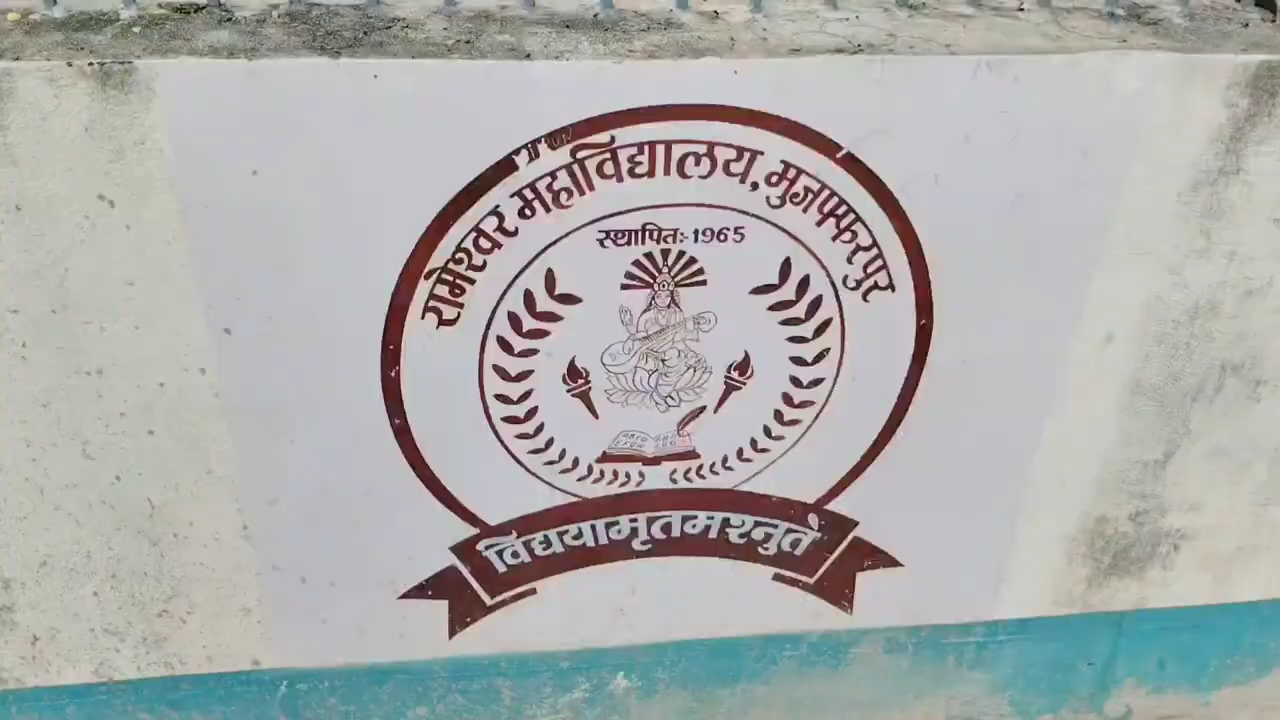 रामेश्वर महाविद्यालय, मुजफ्फरपुर
स्थापितः-1965
विद्ययामृतमश्नुते